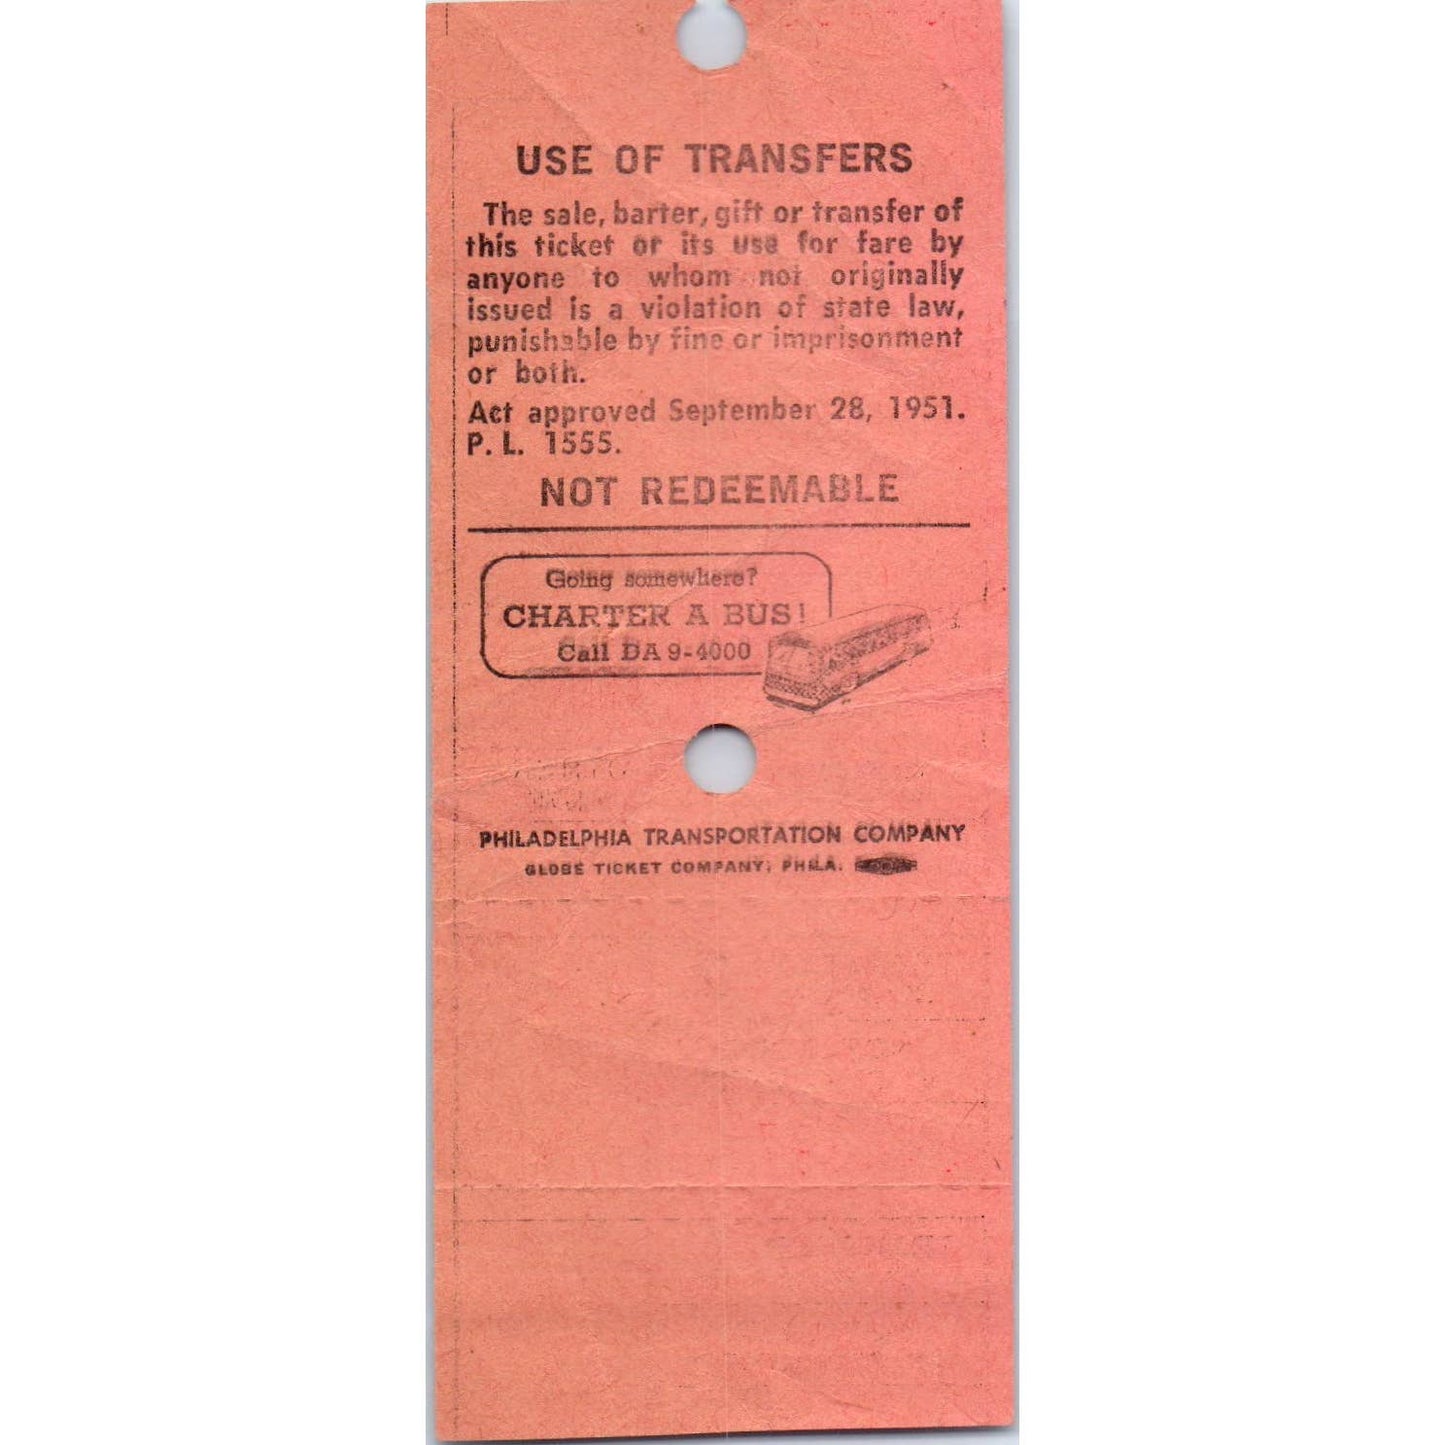 USE OF TRANSFERS
The sale, barter, gift or transfer of
this ticket or its use for fare by
anyone to whom not originally
issued is a violation of state law,
punishable by fine or imprisonment
or both.
Act approved September 28, 1951.
P. L. 1555.
NOT REDEEMABLE
Going somewhere?
CHARTER A BUS!
Call DA 9-4000
PHILADELPHIA TRANSPORTATION COMPANY
GLOBE TICKET COMPANY, PHILA.